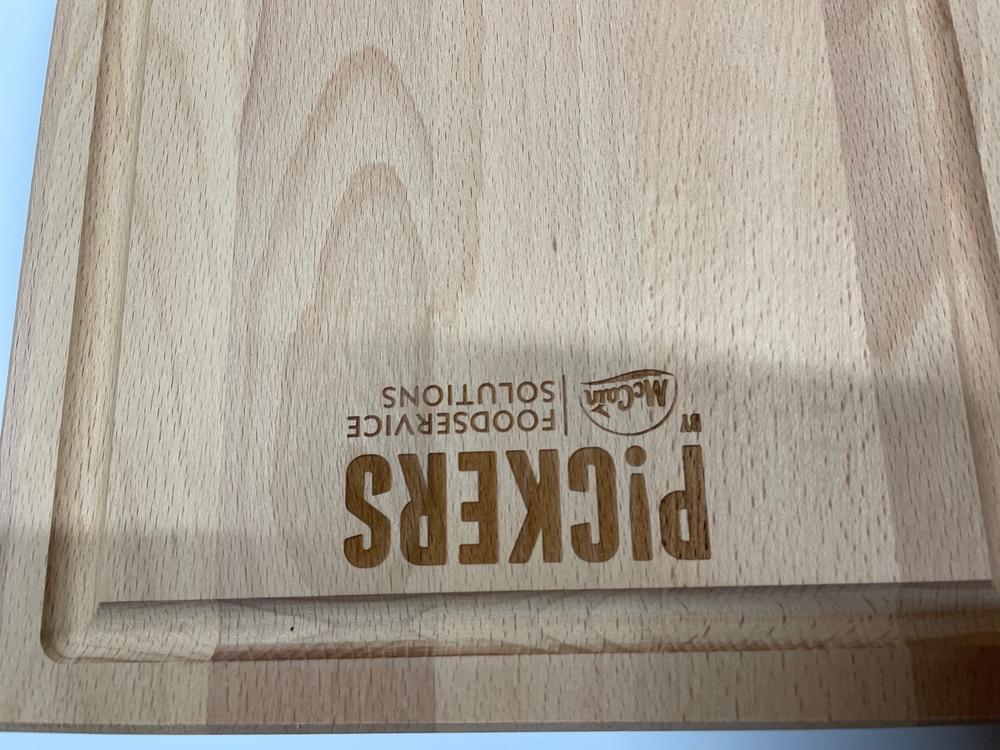 PiCKERS
BY McCain FOODSERVICE
SOLUTIONS